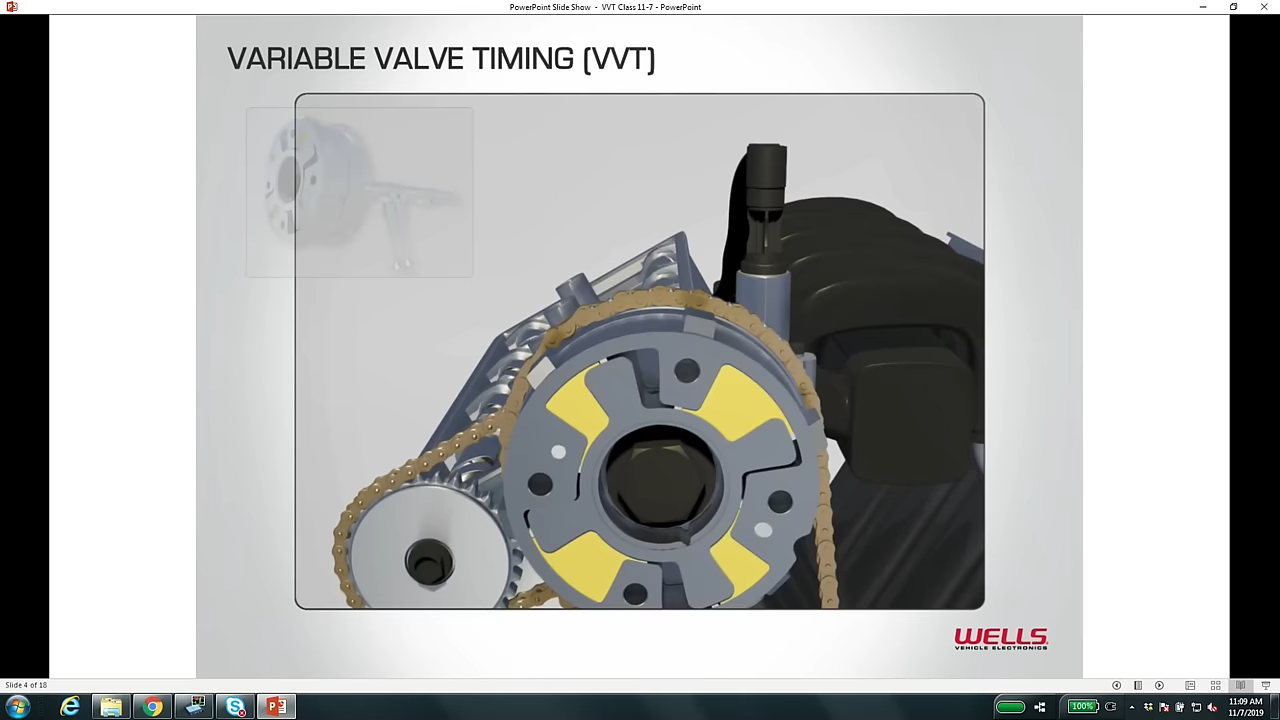 PowerPoint Slide Show - VVT Class 11-7 - PowerPoint
VARIABLE VALVE TIMING (VVT)
WELLS
VEHICLE ELECTRONICS
Slide 4 of 18
100%
11:09 AM
11/7/2019